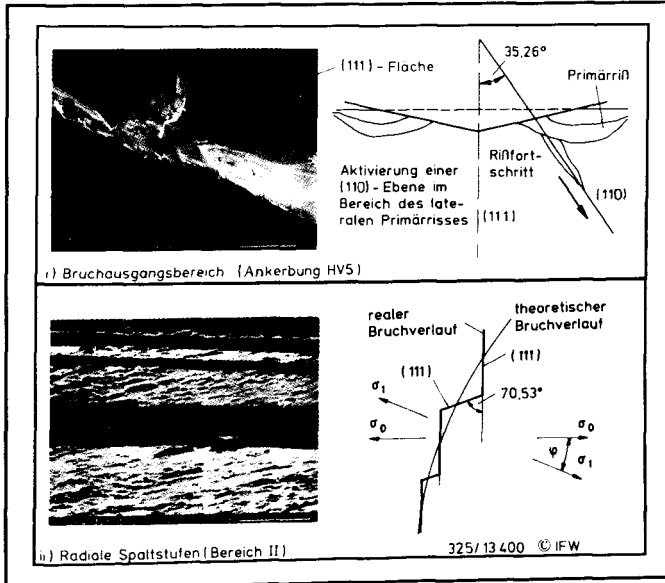 {111} - Fläche
35,26°
Primärriß
Aktivierung einer
{110} - Ebene im
Bereich des late-
ralen Primärrisses
Rißfort-
schritt
{110}
{111}
i) Bruchausgangsbereich (Ankerbung HV5)
realer
Bruchverlauf
theoretischer
Bruchverlauf
{111}
{111}
70,53°
σ₁
σ₀
σ₀
φ
σ₁
ii) Radiale Spaltstufen (Bereich II)
325/13 400 © IFW